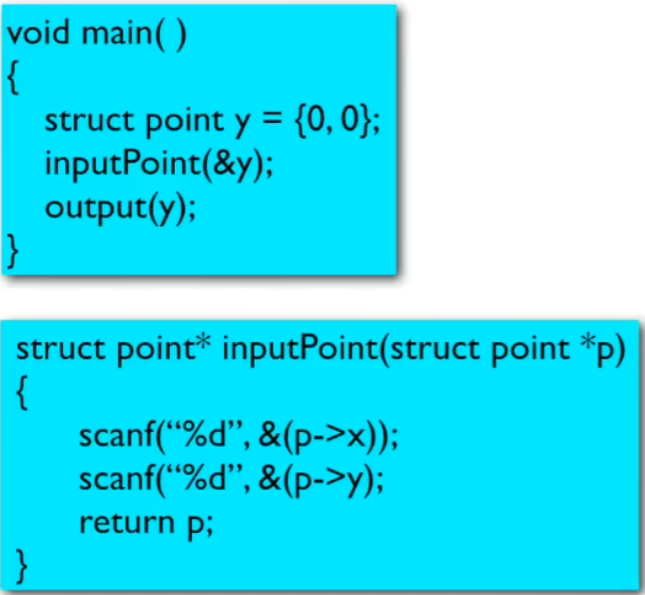 void main( )
{
struct point y = {0, 0};
inputPoint(&y);
output(y);
}
struct point* inputPoint(struct point *p)
{
scanf(“%d”, &(p->x));
scanf(“%d”, &(p->y);
return p;
}